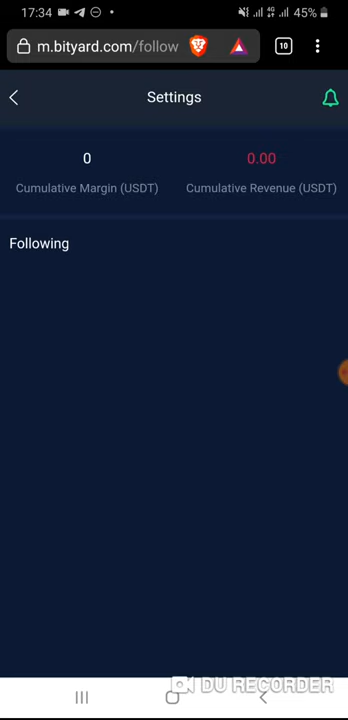 17:34 4G 45%
m.bityard.com/follow 10
Settings
0 0.00
Cumulative Margin (USDT) Cumulative Revenue (USDT)
Following
DU RECORDER